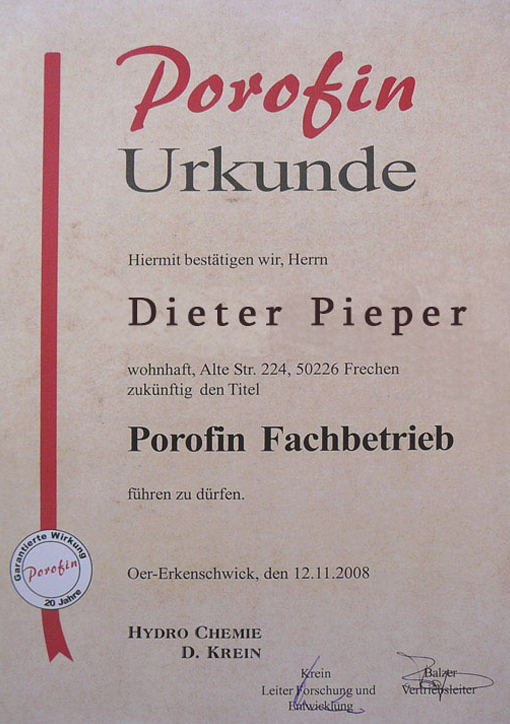 Porofin
Urkunde
Hiermit bestätigen wir, Herrn
Dieter Pieper
wohnhaft, Alte Str. 224, 50226 Frechen
zukünftig den Titel
Porofin Fachbetrieb
führen zu dürfen.
Garantierte Wirkung
Porofin
20 Jahre
Oer-Erkenschwick, den 12.11.2008
HYDRO CHEMIE
D. KREIN
Krein
Leiter Forschung und
Entwicklung
Balzer
Vertriebsleiter